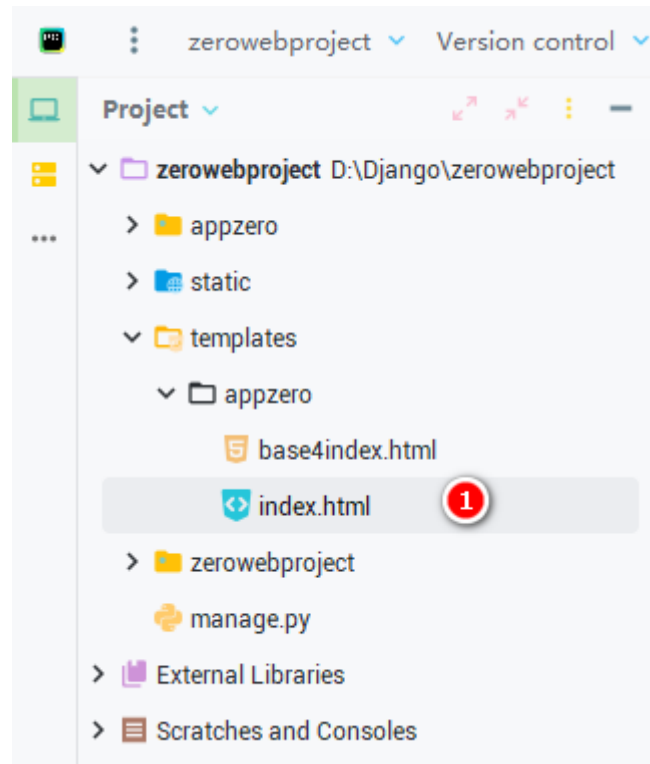 zerowebproject Version control
Project
zerowebproject D:\Django\zerowebproject
appzero
static
templates
appzero
base4index.html
index.html 1
zerowebproject
manage.py
External Libraries
Scratches and Consoles